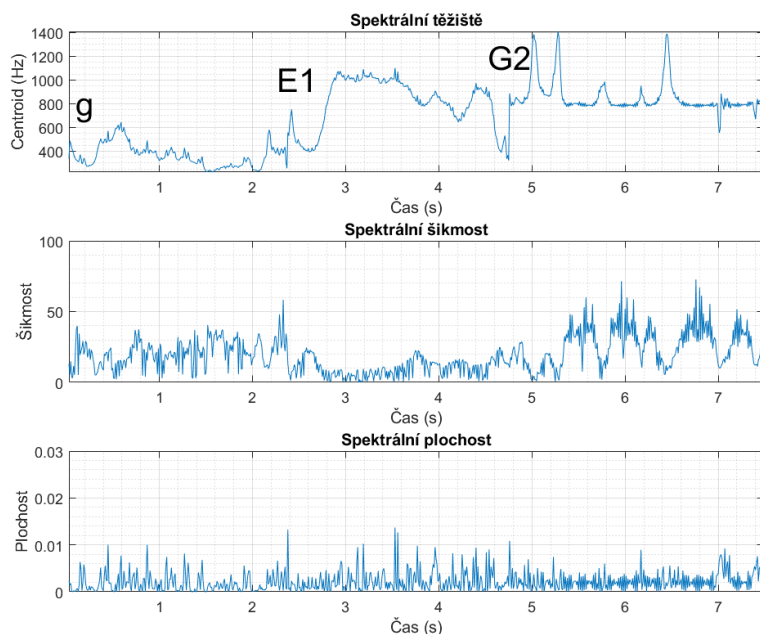 Spektrální těžiště
Centroid (Hz)
1400
1200
1000
800
600
400
g
E1
G2
1 2 3 4 5 6 7
Čas (s)
Spektrální šikmost
Šikmost
100
50
0
1 2 3 4 5 6 7
Čas (s)
Spektrální plochost
Plochost
0.03
0.02
0.01
0
1 2 3 4 5 6 7
Čas (s)